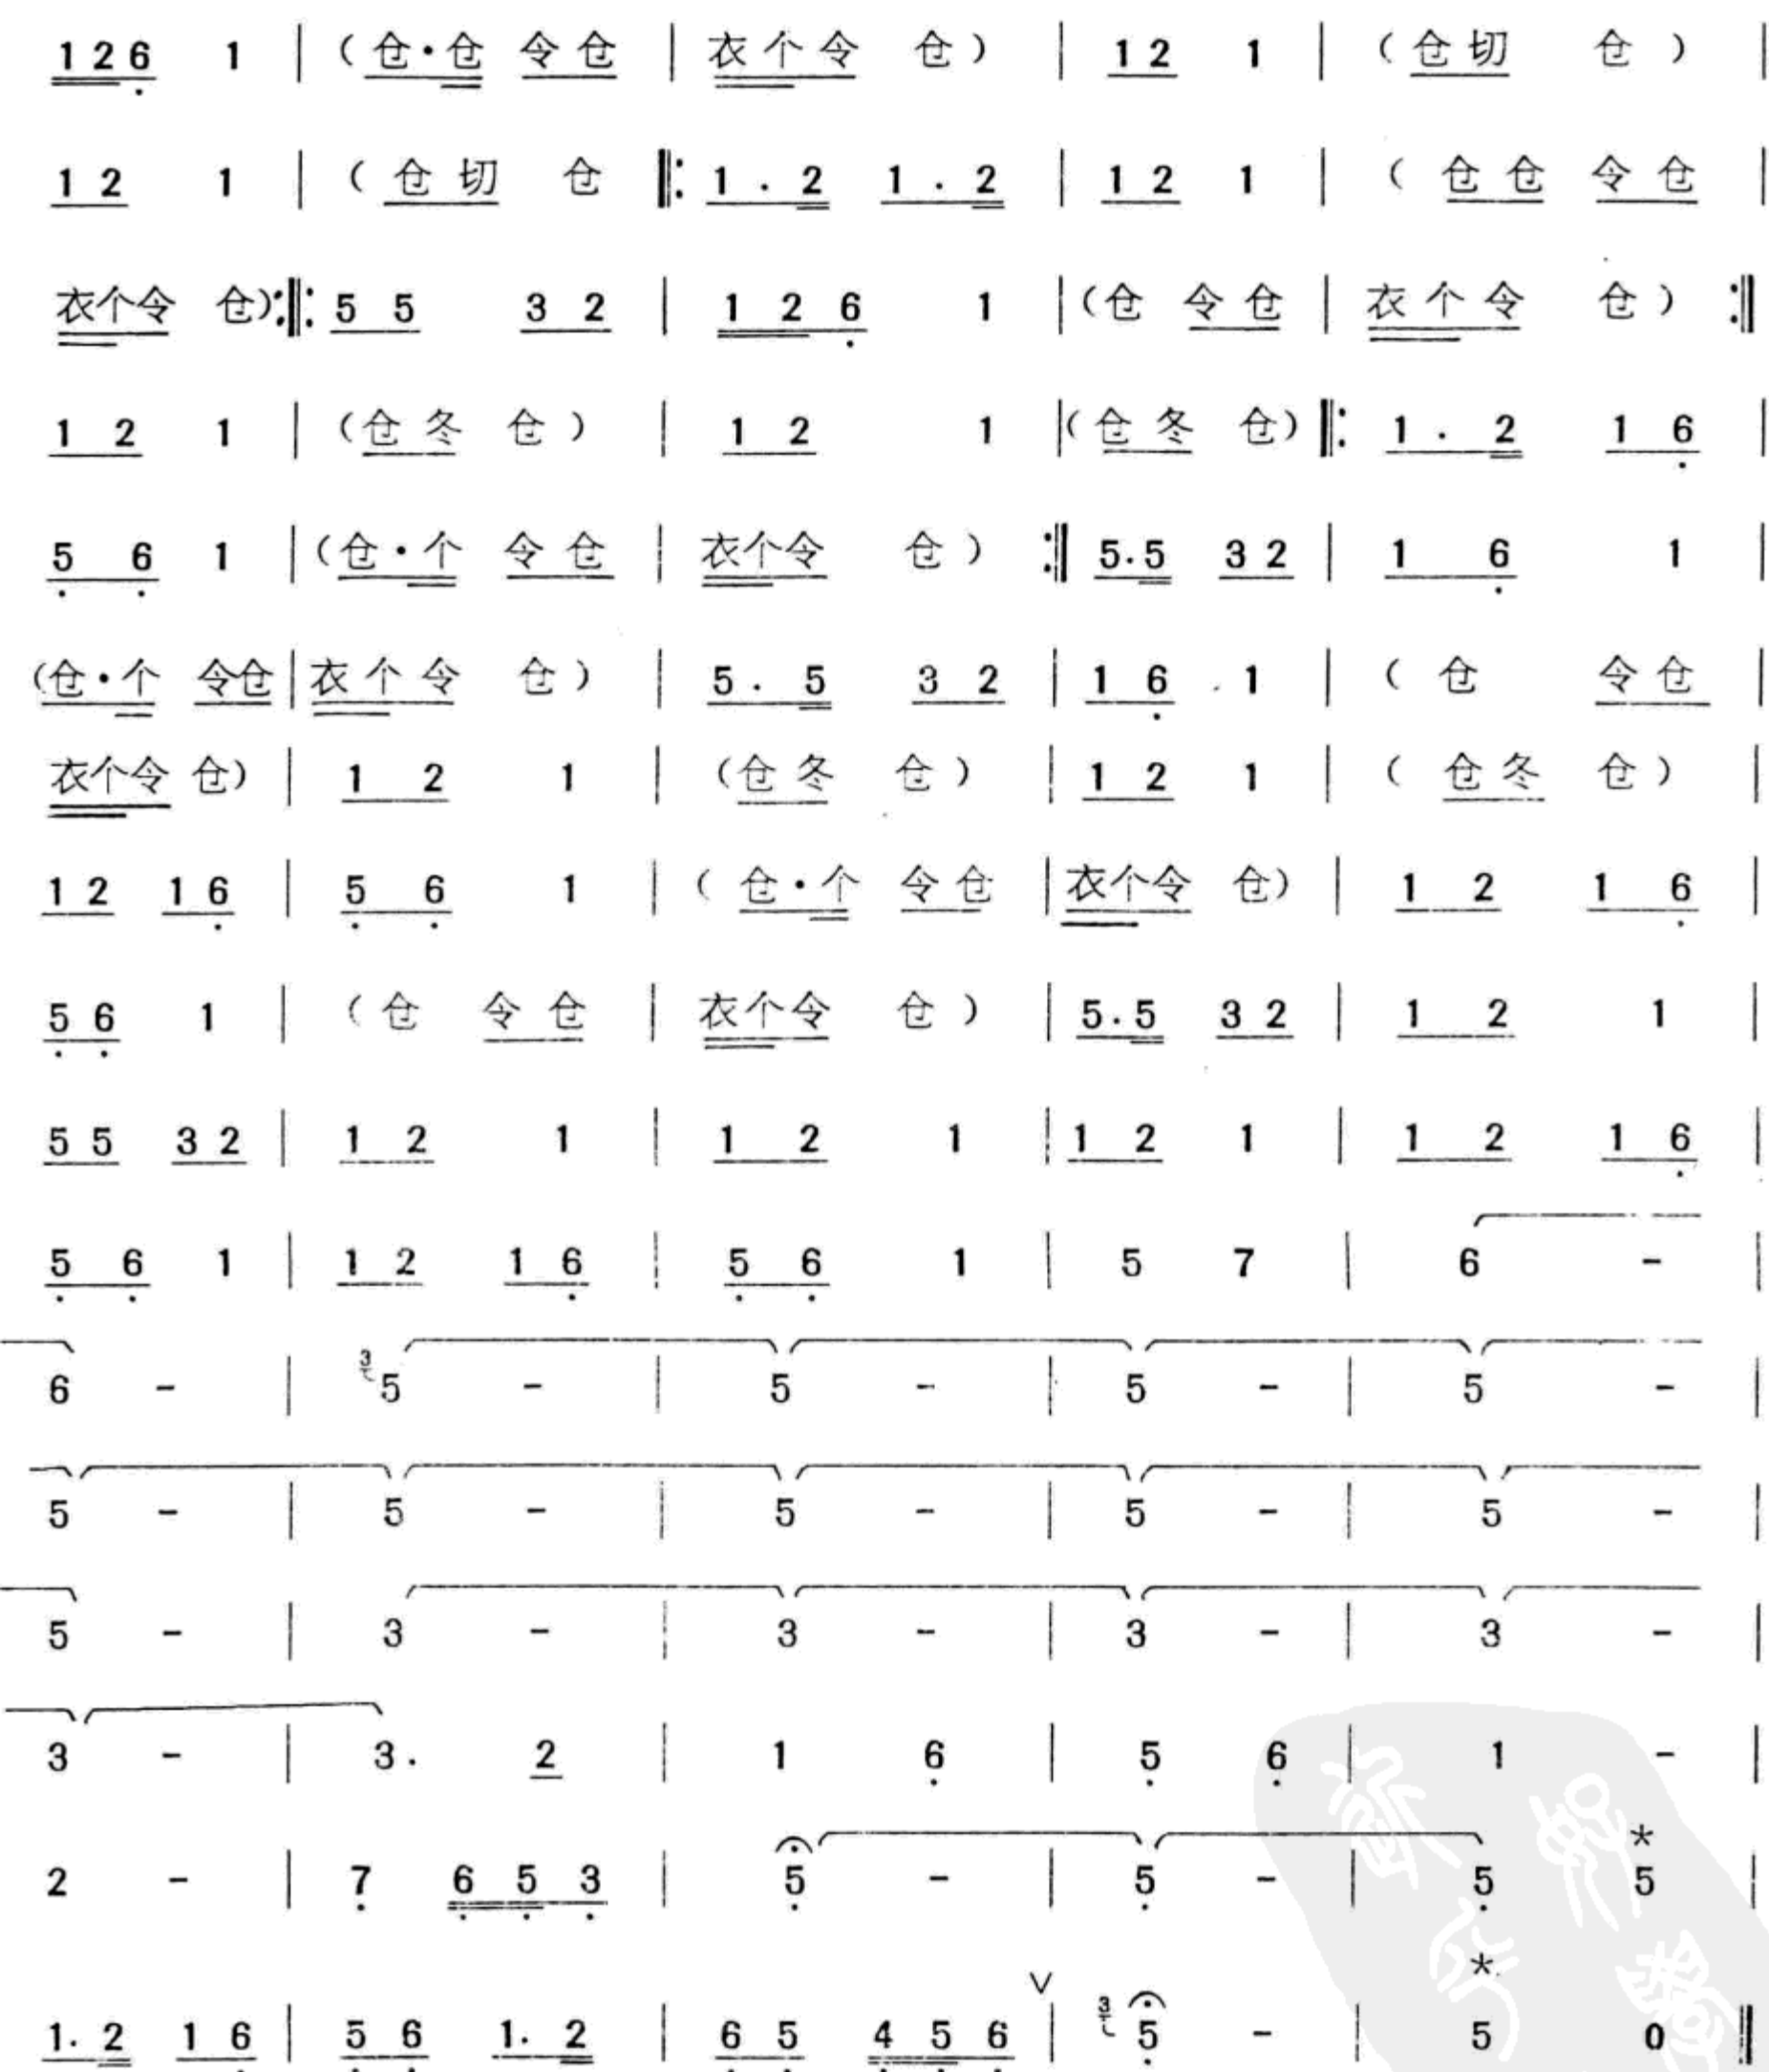 126 1 | (仓·仓 令仓 | 衣个令 仓) | 12 1 | (仓切 仓) |
12 1 | (仓切 仓 ‖: 1.2 1.2 | 12 1 | (仓仓 令仓 |
衣个令 仓):‖: 55 32 | 126 1 | (仓 令仓 | 衣个令 仓) :‖
12 1 | (仓冬 仓) | 12 1 | (仓冬 仓) ‖: 1.2 16 |
56 1 | (仓·个 令仓 | 衣个令 仓) :‖ 5.5 32 | 16 1 |
(仓·个 令仓 | 衣个令 仓) | 5.5 32 | 16 1 | (仓 令仓 |
衣个令 仓) | 12 1 | (仓冬 仓) | 12 1 | (仓冬 仓) |
12 16 | 56 1 | (仓·个 令仓 | 衣个令 仓) | 12 16 |
56 1 | (仓 令仓 | 衣个令 仓) | 5.5 32 | 12 1 |
55 32 | 12 1 | 12 1 | 12 1 | 12 16 |
56 1 | 12 16 | 56 1 | 5 7 | 6 - |
6 - | 3 5 - | 5 - | 5 - | 5 - |
5 - | 5 - | 5 - | 5 - | 5 - |
5 - | 3 - | 3 - | 3 - | 3 - |
3 - | 3. 2 | 1 6 | 5 6 | 1 - |
2 - | 7 653 | 5 - | 5 - | 5 *5 |
1.2 16 | 56 1.2 | 65 456 ∨ | 3 5 - | *5 0 ‖